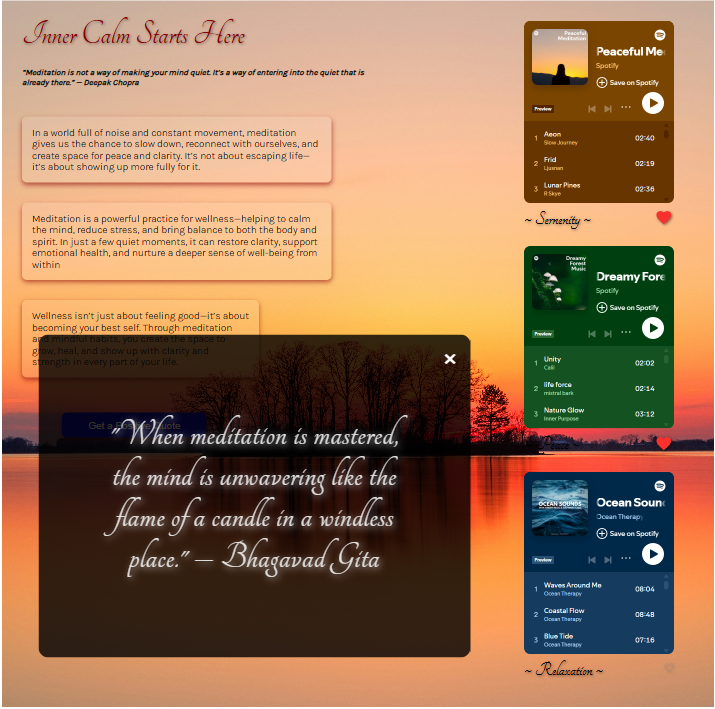 Inner Calm Starts Here
"Meditation is not a way of making your mind quiet. It's a way of entering into the quiet that is
already there." — Deepak Chopra
In a world full of noise and constant movement, meditation
gives us the chance to slow down, reconnect with ourselves, and
create space for peace and clarity. It's not about escaping life—
it's about showing up more fully for it.
Meditation is a powerful practice for wellness—helping to calm
the mind, reduce stress, and bring balance to both the body and
spirit. In just a few quiet moments, it can restore clarity, support
emotional health, and nurture a deeper sense of well-being from
within
Wellness isn't just about feeling good—it's about
becoming your best self. Through meditation
and mindful habits, you create the space to
grow, heal, and show up with clarity and
strength in every part of your life.
Get a
"When meditation is mastered,
the mind is unwavering like the
flame of a candle in a windless
place." — Bhagavad Gita
Peaceful
Meditation
Peaceful Me
Spotify
Save on Spotify
Preview
1 Aeon 02:40
Slow Journey
2 Frid 02:19
Ljusnan
3 Lunar Pines 02:36
8 Skye
~ Sernenity ~
Dreamy
Forest
Music
Dreamy Fore
Spotify
Save on Spotify
Preview
1 Unity 02:02
CaBi
2 life force 02:14
mistral bark
3 Nature Glow 03:12
Inner Purpose
OCEAN SOUNDS
Ocean Soun
Ocean Therapy
Save on Spotify
Preview
1 Waves Around Me 08:04
Ocean Therapy
2 Coastal Flow 08:48
Ocean Therapy
3 Blue Tide 07:16
Ocean Therapy
~ Relaxation ~